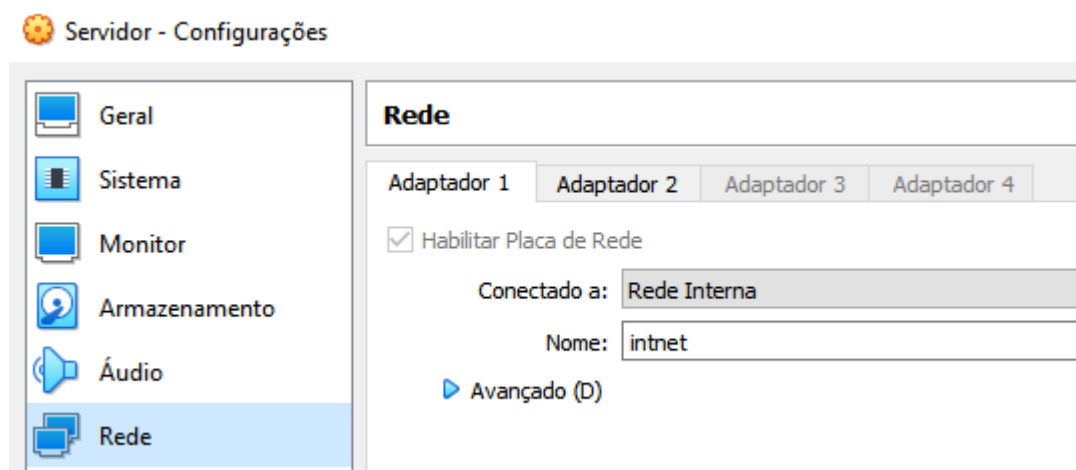 Servidor - Configurações
Geral
Sistema
Monitor
Armazenamento
Áudio
Rede
Rede
Adaptador 1 Adaptador 2 Adaptador 3 Adaptador 4
Habilitar Placa de Rede
Conectado a: Rede Interna
Nome: intnet
Avançado (D)